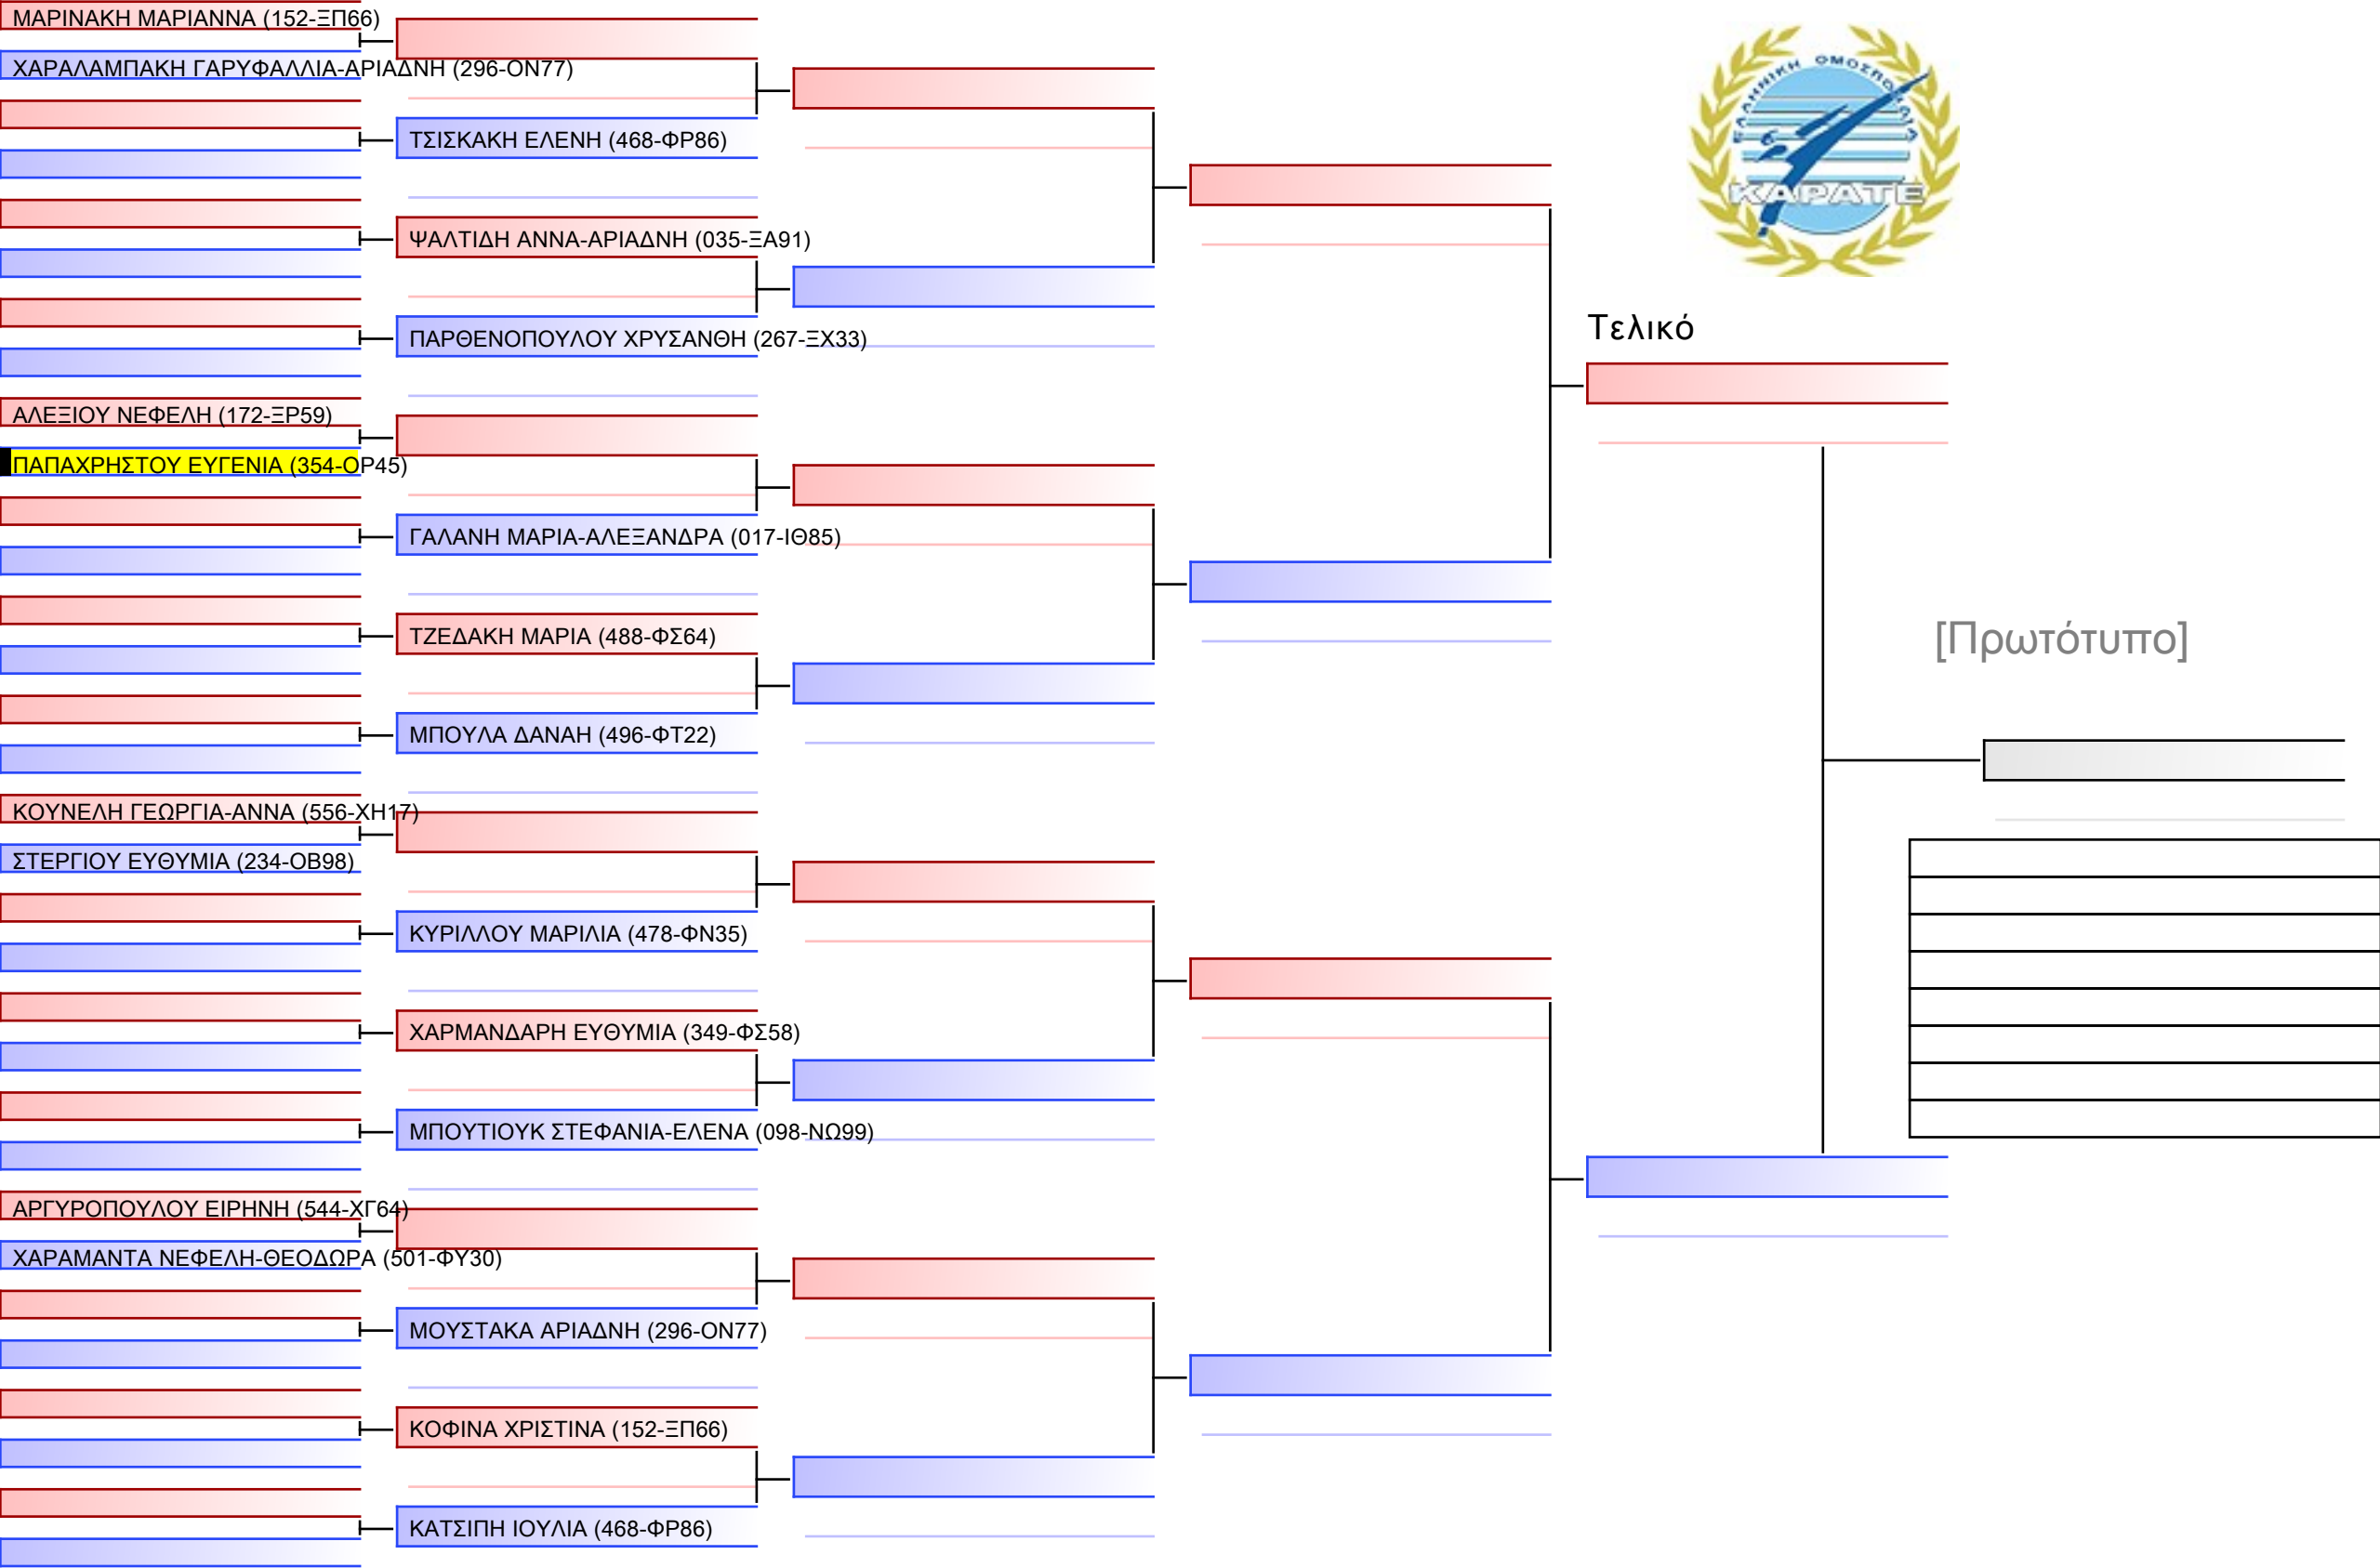 ΜΑΡΙΝΑΚΗ ΜΑΡΙΑΝΝΑ (152-ΞΠ66)
ΧΑΡΑΛΑΜΠΑΚΗ ΓΑΡΥΦΑΛΛΙΑ-ΑΡΙΑΔΝΗ (296-ΟΝ77)
ΤΣΙΣΚΑΚΗ ΕΛΕΝΗ (468-ΦΡ86)
ΨΑΛΤΙΔΗ ΑΝΝΑ-ΑΡΙΑΔΝΗ (035-ΞΑ91)
ΠΑΡΘΕΝΟΠΟΥΛΟΥ ΧΡΥΣΑΝΘΗ (267-ΞΧ33)
ΑΛΕΞΙΟΥ ΝΕΦΕΛΗ (172-ΞΡ59)
ΠΑΠΑΧΡΗΣΤΟΥ ΕΥΓΕΝΙΑ (354-ΟΡ45)
ΓΑΛΑΝΗ ΜΑΡΙΑ-ΑΛΕΞΑΝΔΡΑ (017-ΙΘ85)
ΤΖΕΔΑΚΗ ΜΑΡΙΑ (488-ΦΣ64)
ΜΠΟΥΛΑ ΔΑΝΑΗ (496-ΦΤ22)
ΚΟΥΝΕΛΗ ΓΕΩΡΓΙΑ-ΑΝΝΑ (556-ΧΗ17)
ΣΤΕΡΓΙΟΥ ΕΥΘΥΜΙΑ (234-ΟΒ98)
ΚΥΡΙΛΛΟΥ ΜΑΡΙΛΙΑ (478-ΦΝ35)
ΧΑΡΜΑΝΔΑΡΗ ΕΥΘΥΜΙΑ (349-ΦΣ58)
ΜΠΟΥΤΙΟΥΚ ΣΤΕΦΑΝΙΑ-ΕΛΕΝΑ (098-ΝΩ99)
ΑΡΓΥΡΟΠΟΥΛΟΥ ΕΙΡΗΝΗ (544-ΧΓ64)
ΧΑΡΑΜΑΝΤΑ ΝΕΦΕΛΗ-ΘΕΟΔΩΡΑ (501-ΦΥ30)
ΜΟΥΣΤΑΚΑ ΑΡΙΑΔΝΗ (296-ΟΝ77)
ΚΟΦΙΝΑ ΧΡΙΣΤΙΝΑ (152-ΞΠ66)
ΚΑΤΣΙΠΗ ΙΟΥΛΙΑ (468-ΦΡ86)
ΕΛΛΗΝΙΚΗ ΟΜΟΣΠΟΝΔΙΑ
ΚΑΡΑΤΕ
Τελικό
[Πρωτότυπο]